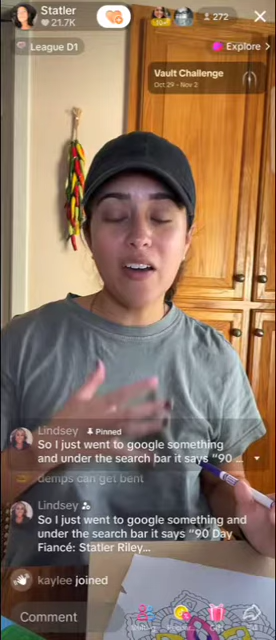 Statler
21.7K
272
League D1
Explore
Vault Challenge
Oct 29 - Nov 2
Lindsey Pinned
So I just went to google something
and under the search bar it says "90 ...
demps can get bent
Lindsey
So I just went to google something and
under the search bar it says "90 Day
Fiancé: Statler Riley...
kaylee joined
Comment
Gift